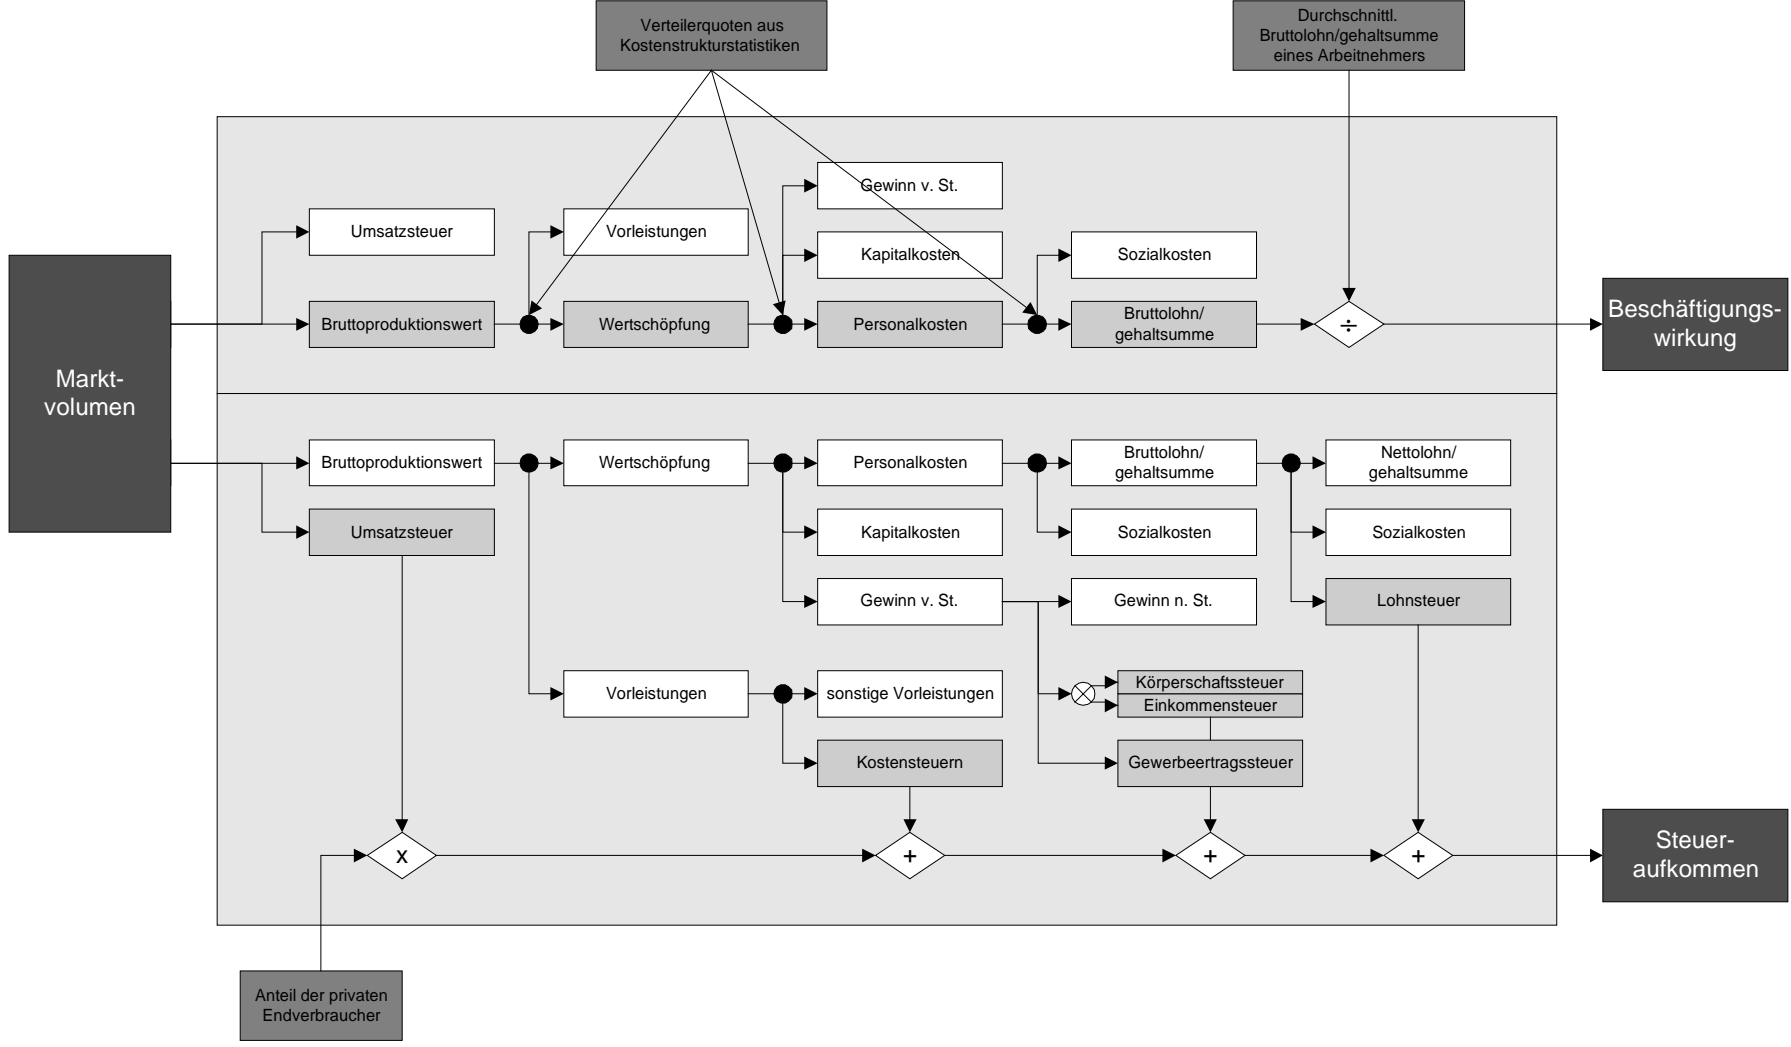 Verteilerquoten aus
Kostenstrukturstatistiken
Durchschnittl.
Bruttolohn/gehaltsumme
eines Arbeitnehmers
Gewinn v. St.
Umsatzsteuer
Vorleistungen
Kapitalkosten
Sozialkosten
Bruttoproduktionswert
Wertschöpfung
Personalkosten
Bruttolohn/
gehaltsumme
÷
Beschäftigungs-
wirkung
Markt-
volumen
Bruttoproduktionswert
Wertschöpfung
Personalkosten
Bruttolohn/
gehaltsumme
Nettolohn/
gehaltsumme
Umsatzsteuer
Kapitalkosten
Sozialkosten
Sozialkosten
Gewinn v. St.
Gewinn n. St.
Lohnsteuer
Vorleistungen
sonstige Vorleistungen
Körperschaftssteuer
Einkommensteuer
Kostensteuern
Gewerbeertragssteuer
x
+
+
+
Steuer-
aufkommen
Anteil der privaten
Endverbraucher